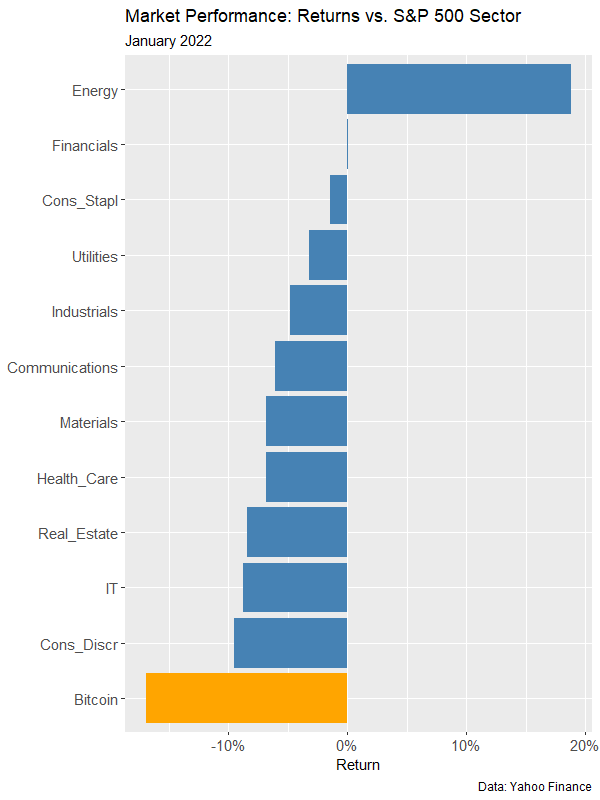 Market Performance: Returns vs. S&P 500 Sector
January 2022
Energy
Financials
Cons_Stapl
Utilities
Industrials
Communications
Materials
Health_Care
Real_Estate
IT
Cons_Discr
Bitcoin
-10% 0% 10% 20%
Return
Data: Yahoo Finance